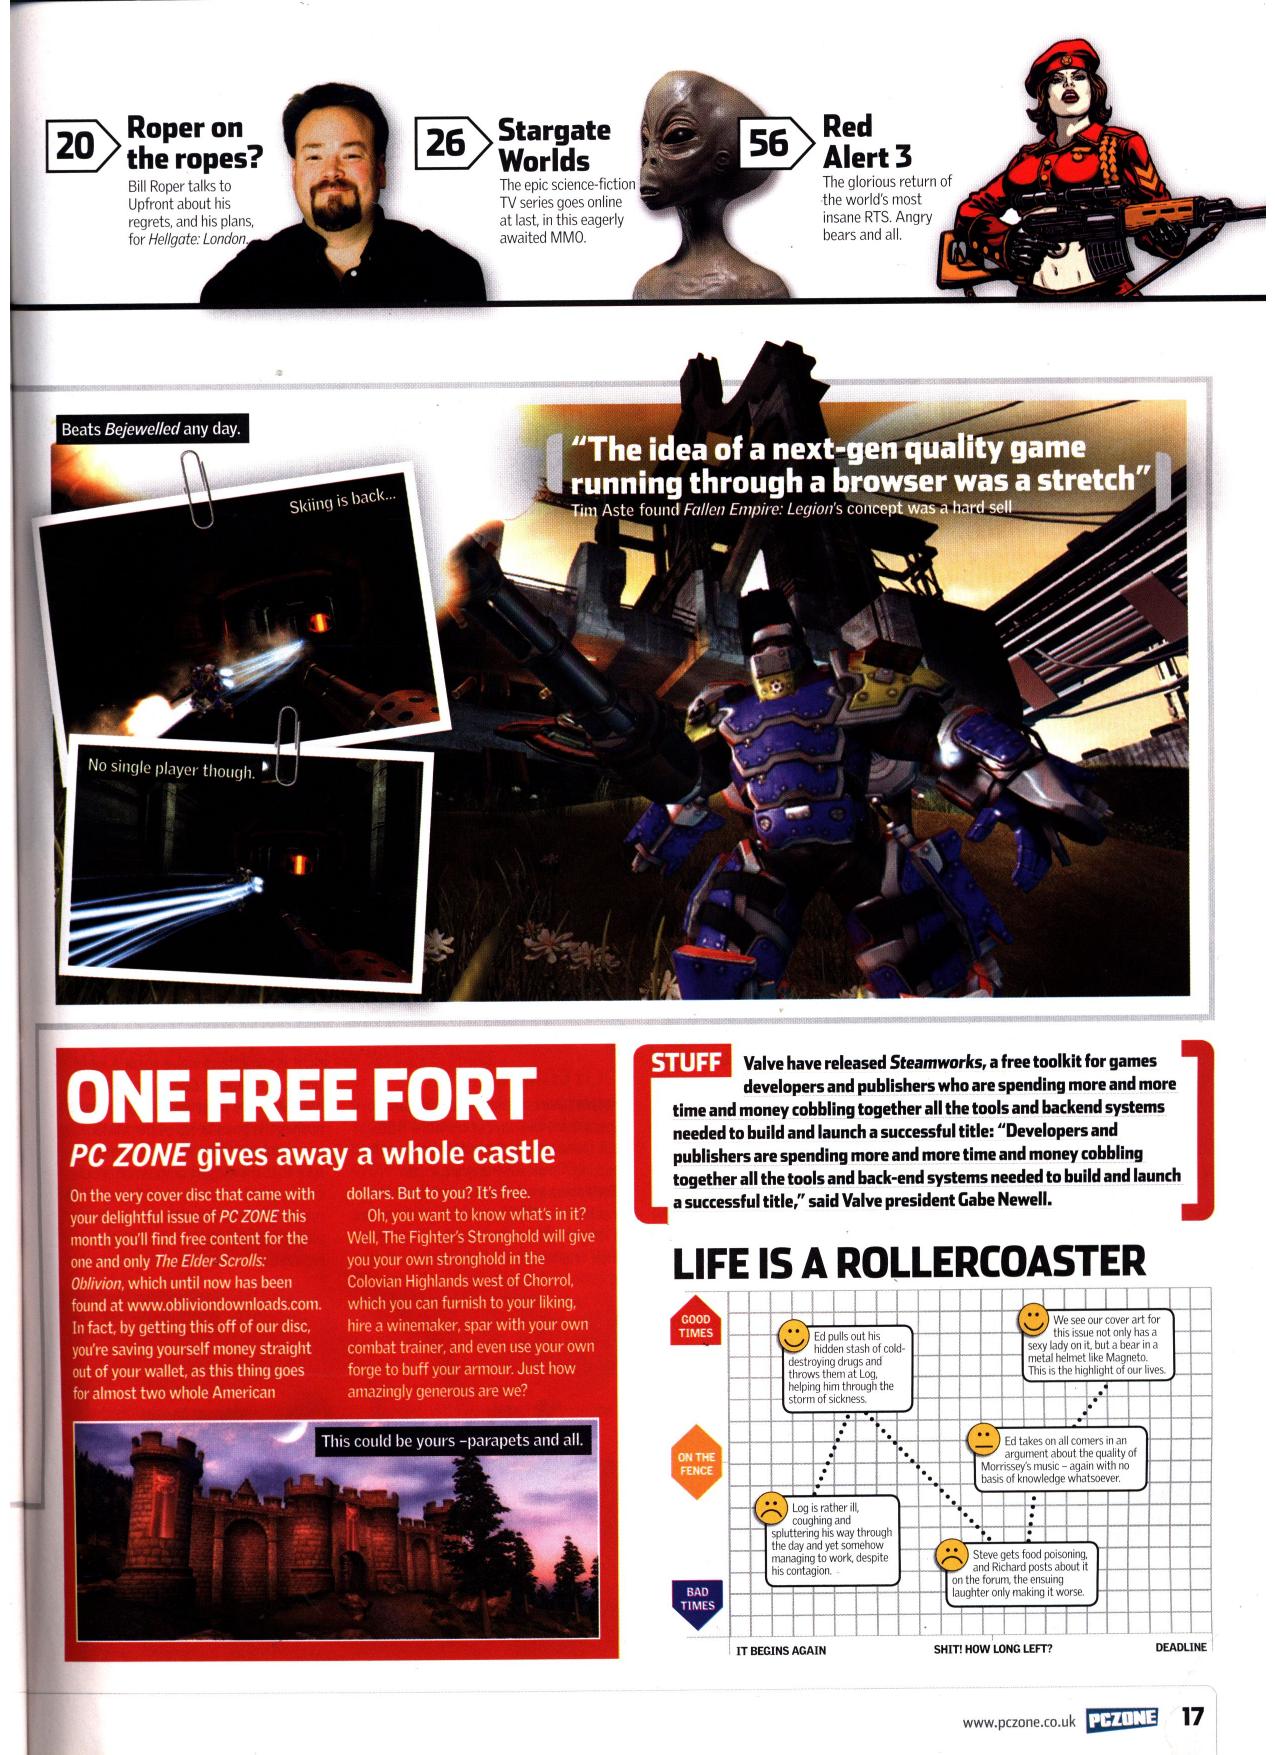 20
Roper on
the ropes?
Bill Roper talks to
Upfront about his
regrets, and his plans,
for Hellgate: London.
26
Stargate
Worlds
The epic science-fiction
TV series goes online
at last, in this eagerly
awaited MMO.
56
Red
Alert 3
The glorious return of
the world's most
insane RTS. Angry
bears and all.
Beats Bejewelled any day.
Skiing is back...
No single player though.
"The idea of a next-gen quality game
running through a browser was a stretch"
Tim Aste found Fallen Empire: Legion's concept was a hard sell
ONE FREE FORT
PC ZONE gives away a whole castle
On the very cover disc that came with
your delightful issue of PC ZONE this
month you'll find free content for the
one and only The Elder Scrolls:
Oblivion, which until now has been
found at www.obliviondownloads.com.
In fact, by getting this off of our disc,
you're saving yourself money straight
out of your wallet, as this thing goes
for almost two whole American
dollars. But to you? It's free.
Oh, you want to know what's in it?
Well, The Fighter's Stronghold will give
you your own stronghold in the
Colovian Highlands west of Chorrol,
which you can furnish to your liking,
hire a winemaker, spar with your own
combat trainer, and even use your own
forge to buff your armour. Just how
amazingly generous are we?
This could be yours –parapets and all.
STUFF
Valve have released Steamworks, a free toolkit for games
developers and publishers who are spending more and more
time and money cobbling together all the tools and backend systems
needed to build and launch a successful title: "Developers and
publishers are spending more and more time and money cobbling
together all the tools and back-end systems needed to build and launch
a successful title," said Valve president Gabe Newell.
LIFE IS A ROLLERCOASTER
GOOD
TIMES
ON THE
FENCE
BAD
TIMES
Log is rather ill,
coughing and
spluttering his way through
the day and yet somehow
managing to work, despite
his contagion.
Ed pulls out his
hidden stash of cold-
destroying drugs and
throws them at Log,
helping him through the
storm of sickness.
Steve gets food poisoning,
and Richard posts about it
on the forum, the ensuing
laughter only making it worse.
Ed takes on all comers in an
argument about the quality of
Morrissey's music – again with no
basis of knowledge whatsoever.
We see our cover art for
this issue not only has a
sexy lady on it, but a bear in a
metal helmet like Magneto.
This is the highlight of our lives.
IT BEGINS AGAIN
SHIT! HOW LONG LEFT?
DEADLINE
www.pczone.co.uk
PCZONE
17